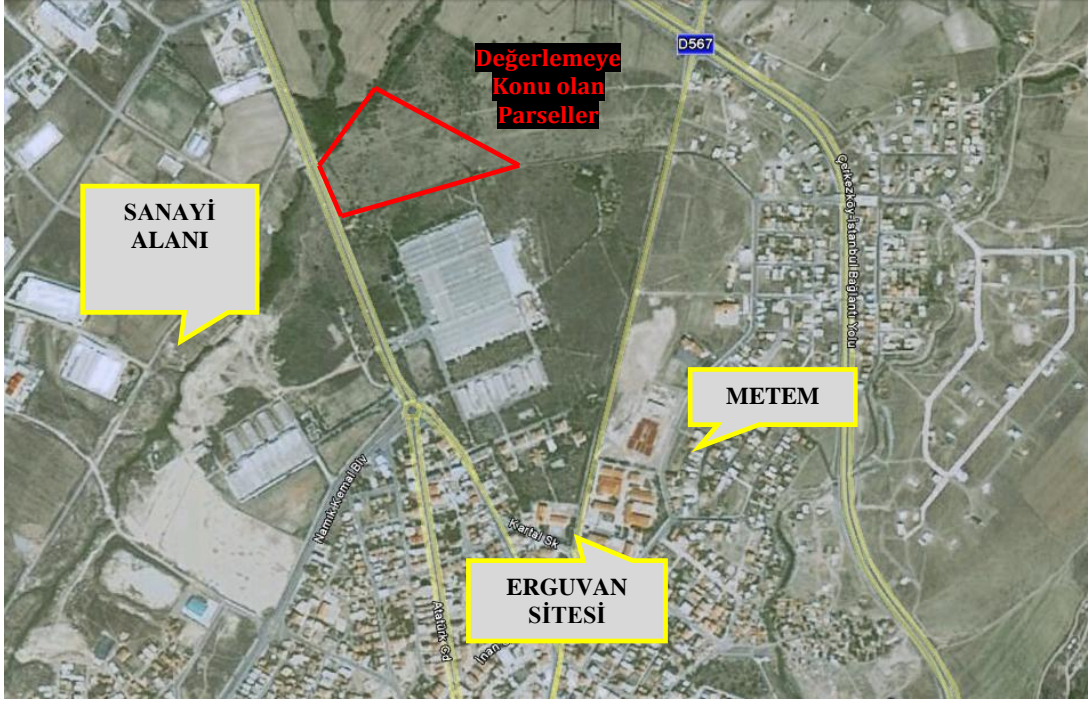 D567
Değerlemeye
Konu olan
Parseller
Çerkezköy-İstanbul Bağlantı Yolu
SANAYİ
ALANI
METEM
Namık Kemal Blv
Kartal Sk
ERGUVAN
SİTESİ
Atatürk Cd
İnan